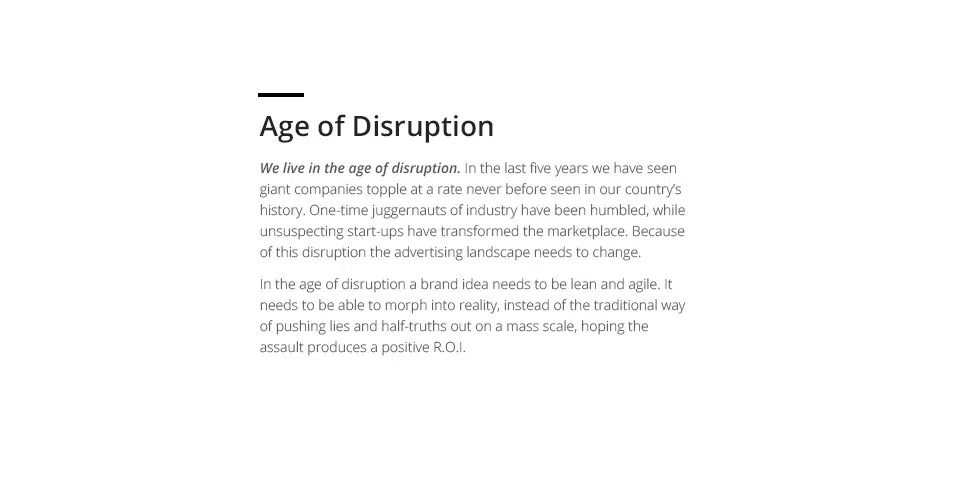 Age of Disruption
We live in the age of disruption. In the last five years we have seen
giant companies topple at a rate never before seen in our country’s
history. One-time juggernauts of industry have been humbled, while
unsuspecting start-ups have transformed the marketplace. Because
of this disruption the advertising landscape needs to change.
In the age of disruption a brand idea needs to be lean and agile. It
needs to be able to morph into reality, instead of the traditional way
of pushing lies and half-truths out on a mass scale, hoping the
assault produces a positive R.O.I.